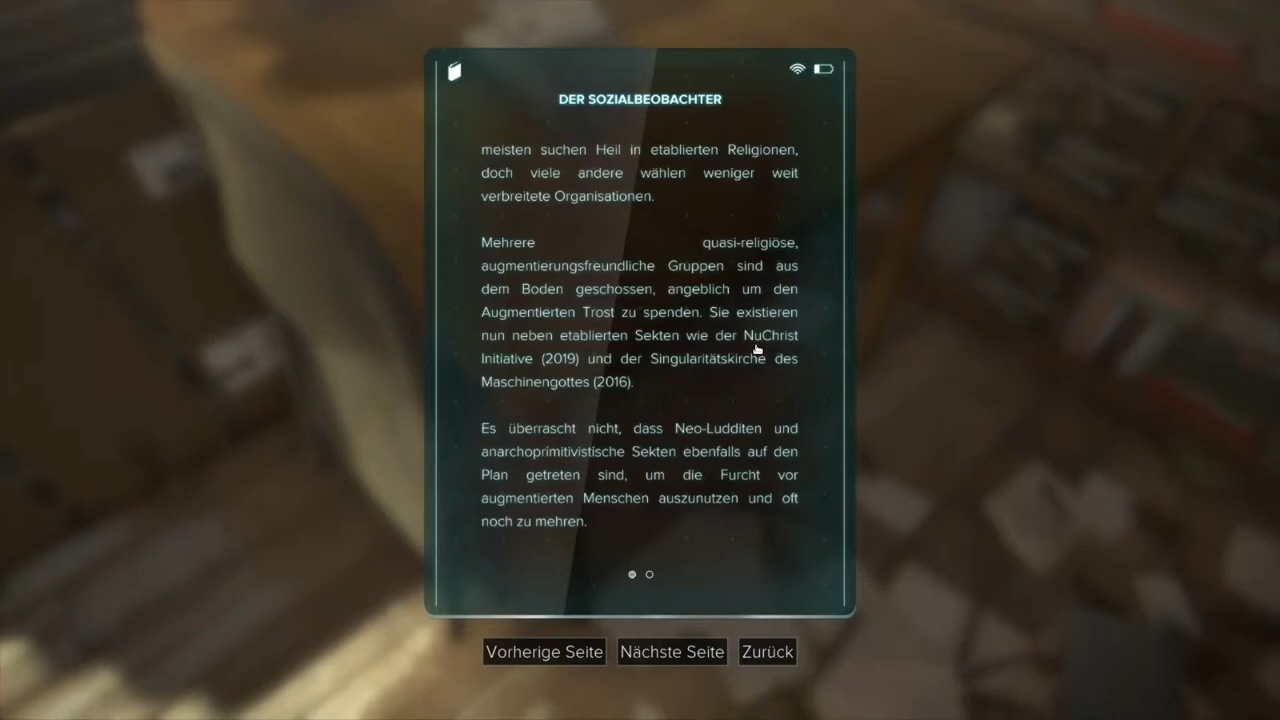 DER SOZIALBEOBACHTER
meisten suchen Heil in etablierten Religionen,
doch viele andere wählen weniger weit
verbreitete Organisationen.
Mehrere quasi-religiöse,
augmentierungsfreundliche Gruppen sind aus
dem Boden geschossen, angeblich um den
Augmentierten Trost zu spenden. Sie existieren
nun neben etablierten Sekten wie der NuChrist
Initiative (2019) und der Singularitätskirche des
Maschinengottes (2016).
Es überrascht nicht, dass Neo-Ludditen und
anarchoprimitivistische Sekten ebenfalls auf den
Plan getreten sind, um die Furcht vor
augmentierten Menschen auszunutzen und oft
noch zu mehren.
Vorherige Seite Nächste Seite Zurück